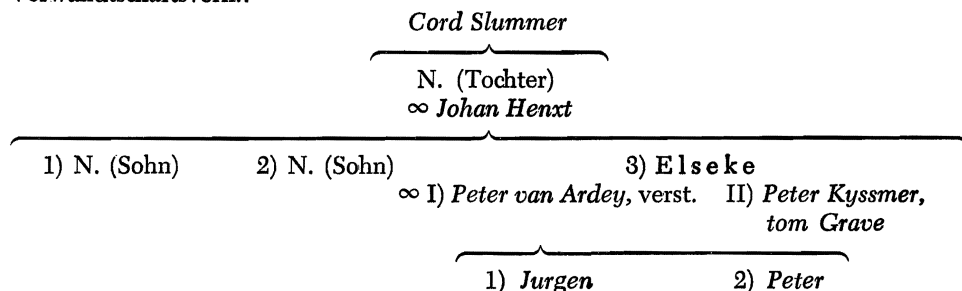 Cord Slummer
N. (Tochter)
∞ Johan Henxt
1) N. (Sohn) 2) N. (Sohn) 3) Elseke
∞ I) Peter van Ardey, verst. II) Peter Kyssmer,
tom Grave
1) Jurgen 2) Peter